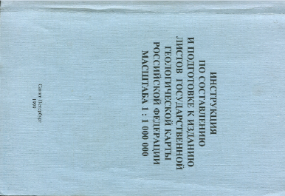 ИНСТРУКЦИЯ
ПО СОСТАВЛЕНИЮ
И ПОДГОТОВКЕ К ИЗДАНИЮ
ЛИСТОВ ГОСУДАРСТВЕННОЙ
ГЕОЛОГИЧЕСКОЙ КАРТЫ
РОССИЙСКОЙ ФЕДЕРАЦИИ
МАСШТАБА 1 : 1 000 000
Санкт-Петербург